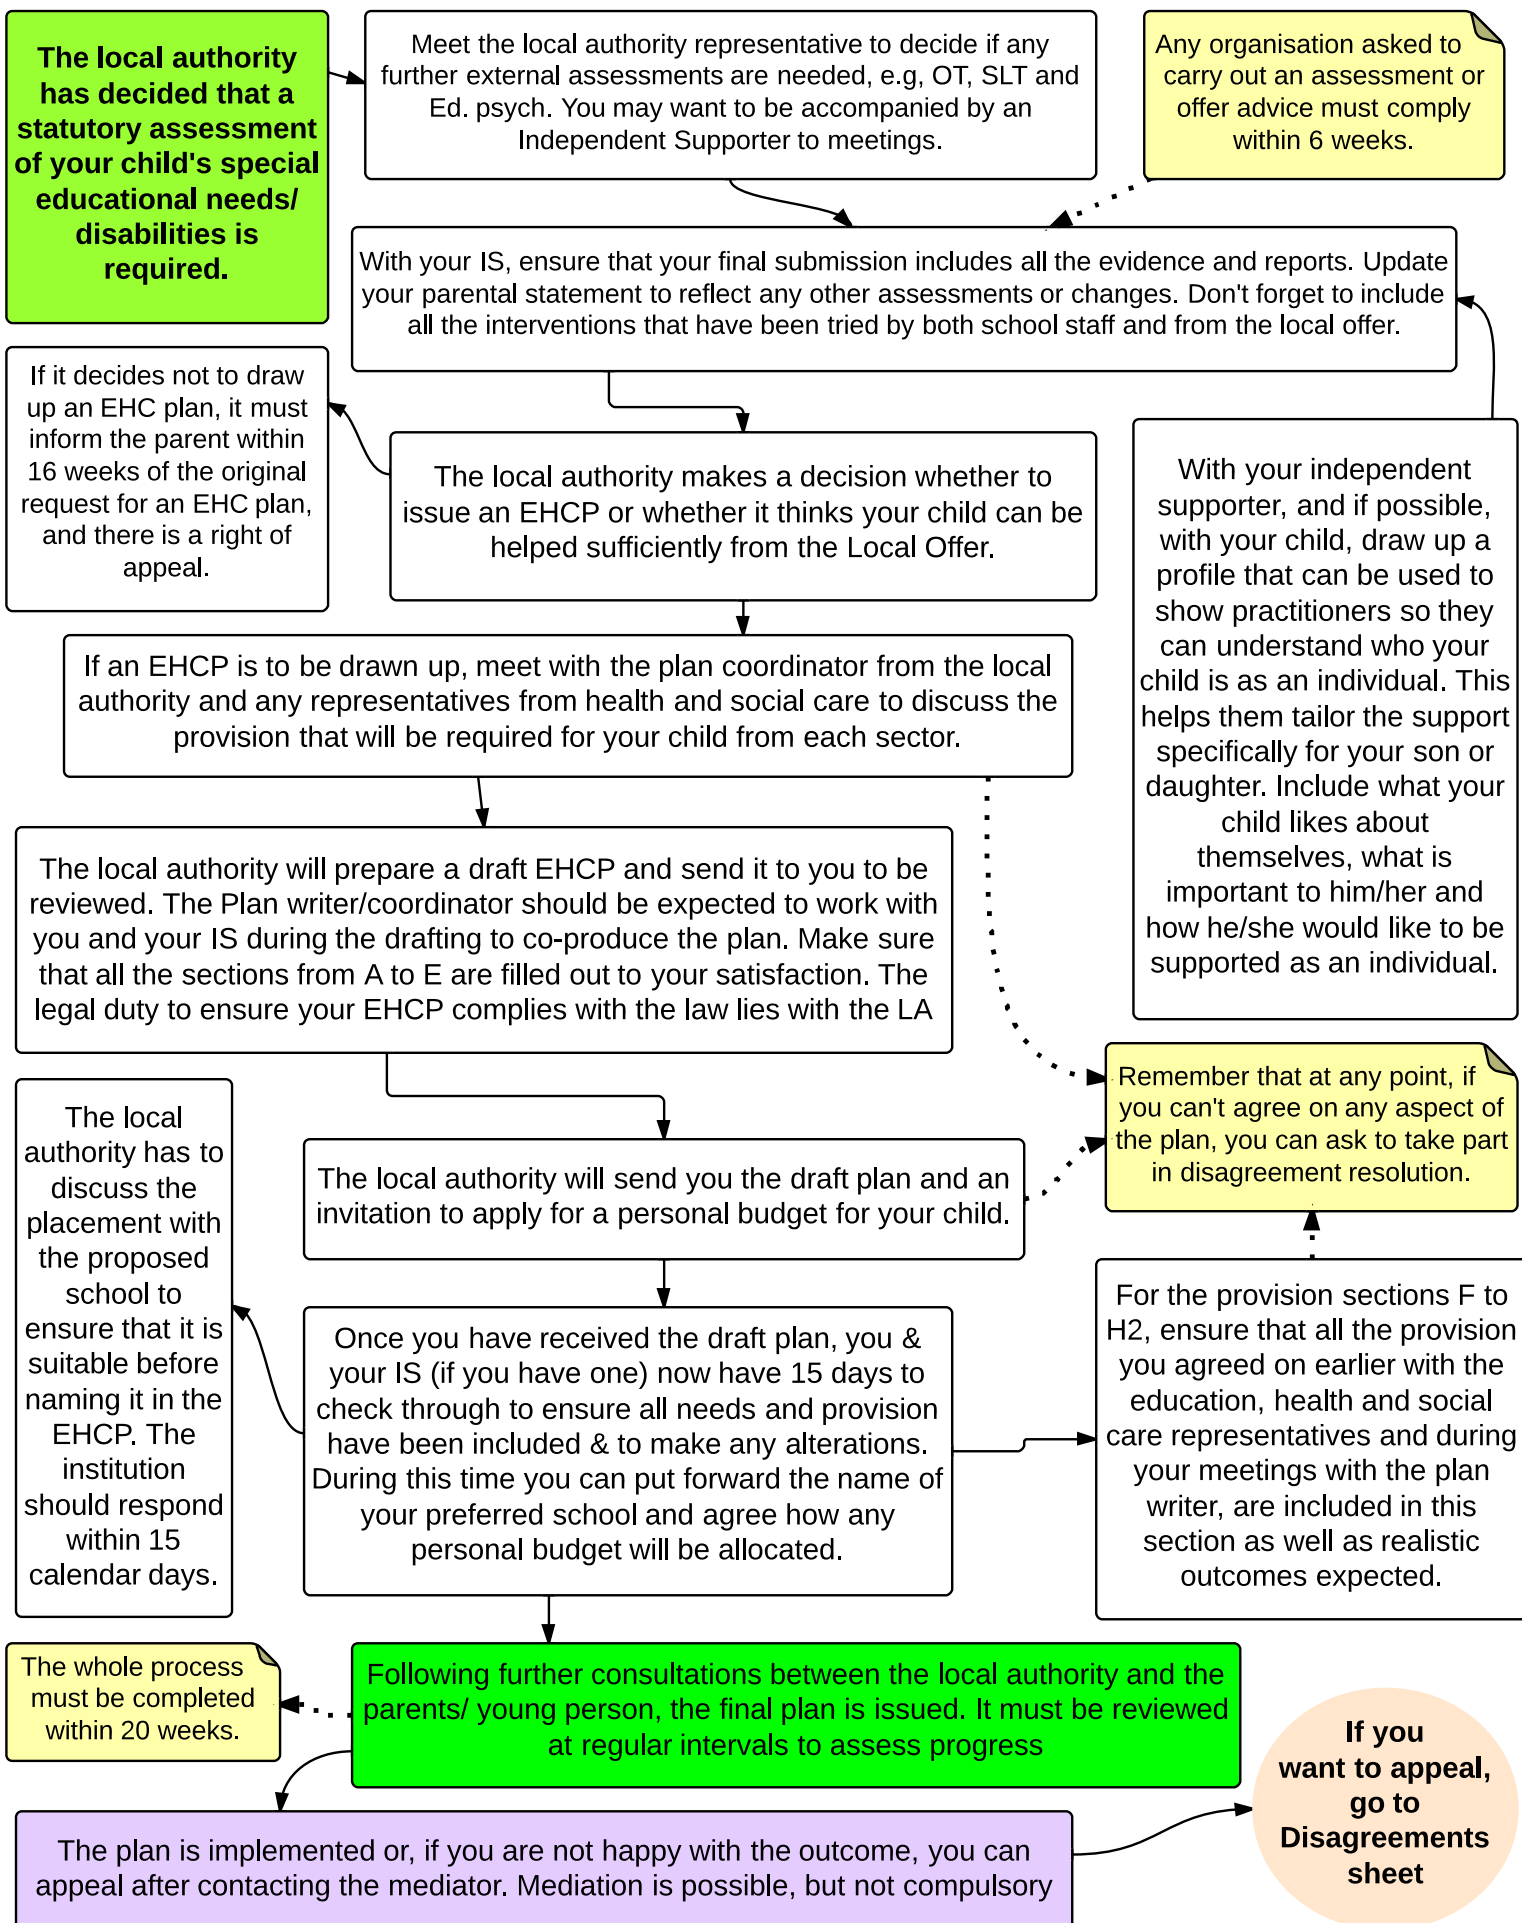 The local authority
has decided that a
statutory assessment
of your child's special
educational needs/
disabilities is
required.
Meet the local authority representative to decide if any
further external assessments are needed, e.g, OT, SLT and
Ed. psych. You may want to be accompanied by an
Independent Supporter to meetings.
Any organisation asked to
carry out an assessment or
offer advice must comply
within 6 weeks.
With your IS, ensure that your final submission includes all the evidence and reports. Update
your parental statement to reflect any other assessments or changes. Don't forget to include
all the interventions that have been tried by both school staff and from the local offer.
If it decides not to draw
up an EHC plan, it must
inform the parent within
16 weeks of the original
request for an EHC plan,
and there is a right of
appeal.
The local authority makes a decision whether to
issue an EHCP or whether it thinks your child can be
helped sufficiently from the Local Offer.
With your independent
supporter, and if possible,
with your child, draw up a
profile that can be used to
show practitioners so they
can understand who your
child is as an individual. This
helps them tailor the support
specifically for your son or
daughter. Include what your
child likes about
themselves, what is
important to him/her and
how he/she would like to be
supported as an individual.
If an EHCP is to be drawn up, meet with the plan coordinator from the local
authority and any representatives from health and social care to discuss the
provision that will be required for your child from each sector.
The local authority will prepare a draft EHCP and send it to you to be
reviewed. The Plan writer/coordinator should be expected to work with
you and your IS during the drafting to co-produce the plan. Make sure
that all the sections from A to E are filled out to your satisfaction. The
legal duty to ensure your EHCP complies with the law lies with the LA
Remember that at any point, if
you can't agree on any aspect of
the plan, you can ask to take part
in disagreement resolution.
The local
authority has to
discuss the
placement with
the proposed
school to
ensure that it is
suitable before
naming it in the
EHCP. The
institution
should respond
within 15
calendar days.
The local authority will send you the draft plan and an
invitation to apply for a personal budget for your child.
Once you have received the draft plan, you &
your IS (if you have one) now have 15 days to
check through to ensure all needs and provision
have been included & to make any alterations.
During this time you can put forward the name of
your preferred school and agree how any
personal budget will be allocated.
For the provision sections F to
H2, ensure that all the provision
you agreed on earlier with the
education, health and social
care representatives and during
your meetings with the plan
writer, are included in this
section as well as realistic
outcomes expected.
The whole process
must be completed
within 20 weeks.
Following further consultations between the local authority and the
parents/ young person, the final plan is issued. It must be reviewed
at regular intervals to assess progress
If you
want to appeal,
go to
Disagreements
sheet
The plan is implemented or, if you are not happy with the outcome, you can
appeal after contacting the mediator. Mediation is possible, but not compulsory